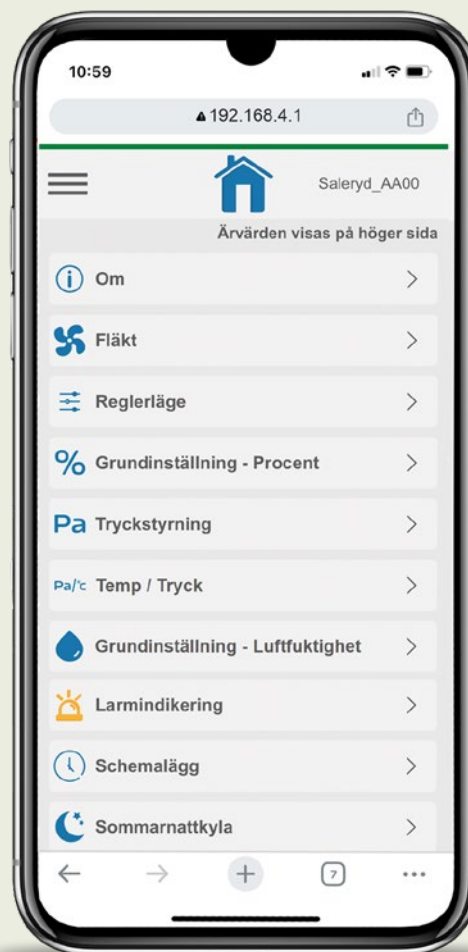 10:59
192.168.4.1
Saleryd_AA00
Ärvärden visas på höger sida
Om
Fläkt
Reglerläge
% Grundinställning - Procent
Pa Tryckstyrning
Pa/°c Temp / Tryck
Grundinställning - Luftfuktighet
Larmindikering
Schemalägg
Sommarnattkyla
7